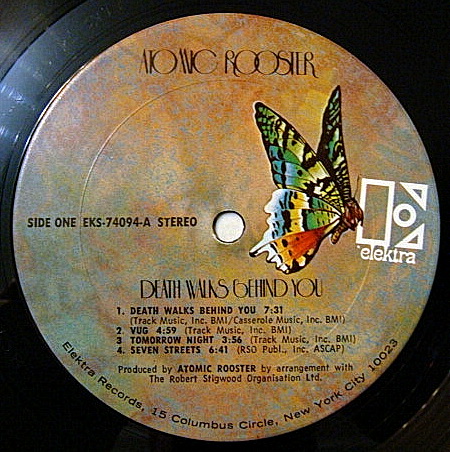 ATOMIC ROOSTER
SIDE ONE EKS-74094-A STEREO
elektra
DEATH WALKS BEHIND YOU
1. DEATH WALKS BEHIND YOU 7:31
(Track Music, Inc. BMI/Casserole Music, Inc. BMI)
2. VUG 4:59 (Track Music, Inc. BMI)
3 TOMORROW NIGHT 3:56 (Track Music, Inc. BMI)
4. SEVEN STREETS 6:41 (RSO Publ., Inc. ASCAP)
Produced by ATOMIC ROOSTER by arrangement with
The Robert Stigwood Organisation Ltd.
Elektra Records, 15 Columbus Circle, New York City 10023